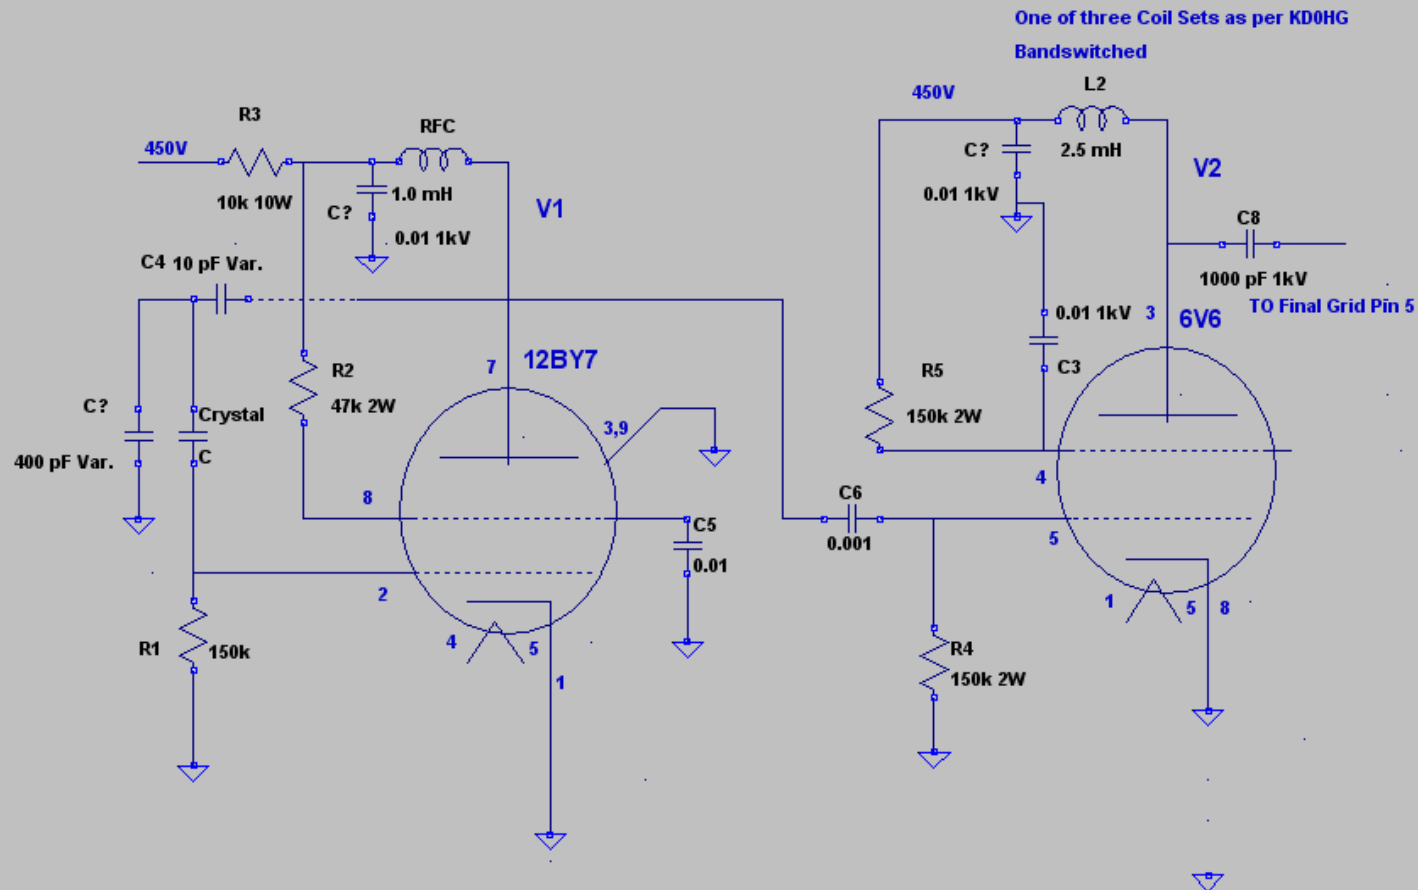 One of three Coil Sets as per KD0HG
Bandswitched
L2
450V
R3
RFC
C?
2.5 mH
V2
450V
10k 10W
C?
1.0 mH
V1
0.01 1kV
C8
0.01 1kV
C4 10 pF Var.
1000 pF 1kV
0.01 1kV
3
6V6
TO Final Grid Pin 5
12BY7
7
R2
47k 2W
C3
R5
150k 2W
C?
Crystal
3,9
400 pF Var.
C
4
8
C6
C5
0.001
5
0.01
2
1
5
8
4
5
R1
150k
R4
150k 2W
1